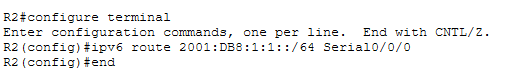 R2#configure terminal
Enter configuration commands, one per line.  End with CNTL/Z.
R2(config)#ipv6 route 2001:DB8:1:1::/64 Serial0/0/0
R2(config)#end